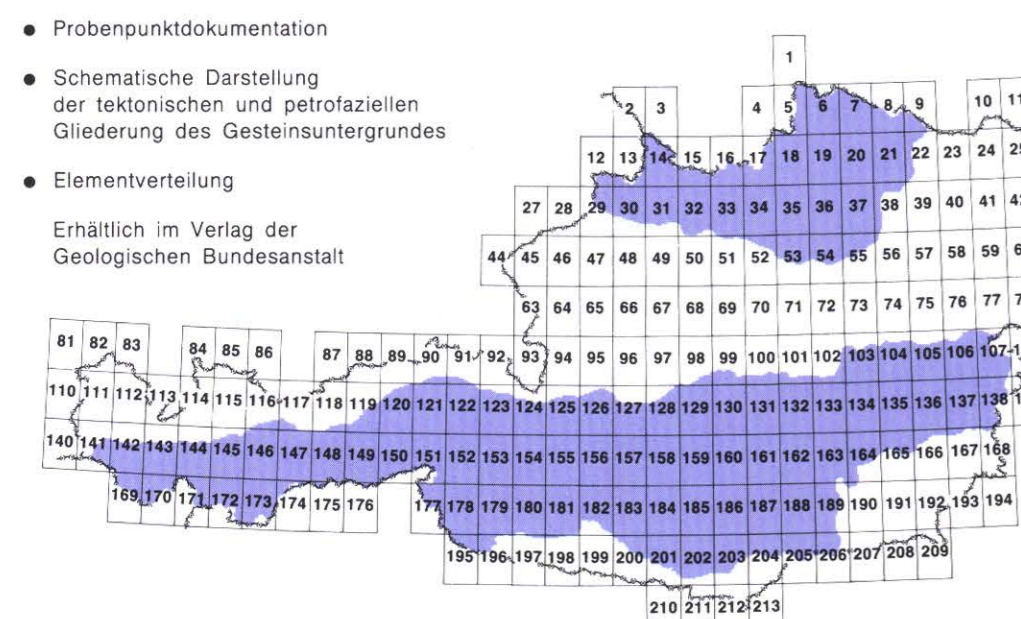 ● Probenpunktdokumentation
● Schematische Darstellung
der tektonischen und petrofaziellen
Gliederung des Gesteinsuntergrundes
● Elementverteilung
Erhältlich im Verlag der
Geologischen Bundesanstalt
1
2 3 4 5 6 7 8 9 10 11
12 13 14 15 16 17 18 19 20 21 22 23 24
27 28 29 30 31 32 33 34 35 36 37 38 39 40 41
44 45 46 47 48 49 50 51 52 53 54 55 56 57 58 59
63 64 65 66 67 68 69 70 71 72 73 74 75 76 77
81 82 83 84 85 86 87 88 89 90 91 92 93 94 95 96 97 98 99 100 101 102 103 104 105 106 107
110 111 112 113 114 115 116 117 118 119 120 121 122 123 124 125 126 127 128 129 130 131 132 133 134 135 136 137 138
140 141 142 143 144 145 146 147 148 149 150 151 152 153 154 155 156 157 158 159 160 161 162 163 164 165 166 167 168
169 170 171 172 173 174 175 176 177 178 179 180 181 182 183 184 185 186 187 188 189 190 191 192 193 194
195 196 197 198 199 200 201 202 203 204 205 206 207 208 209
210 211 212 213